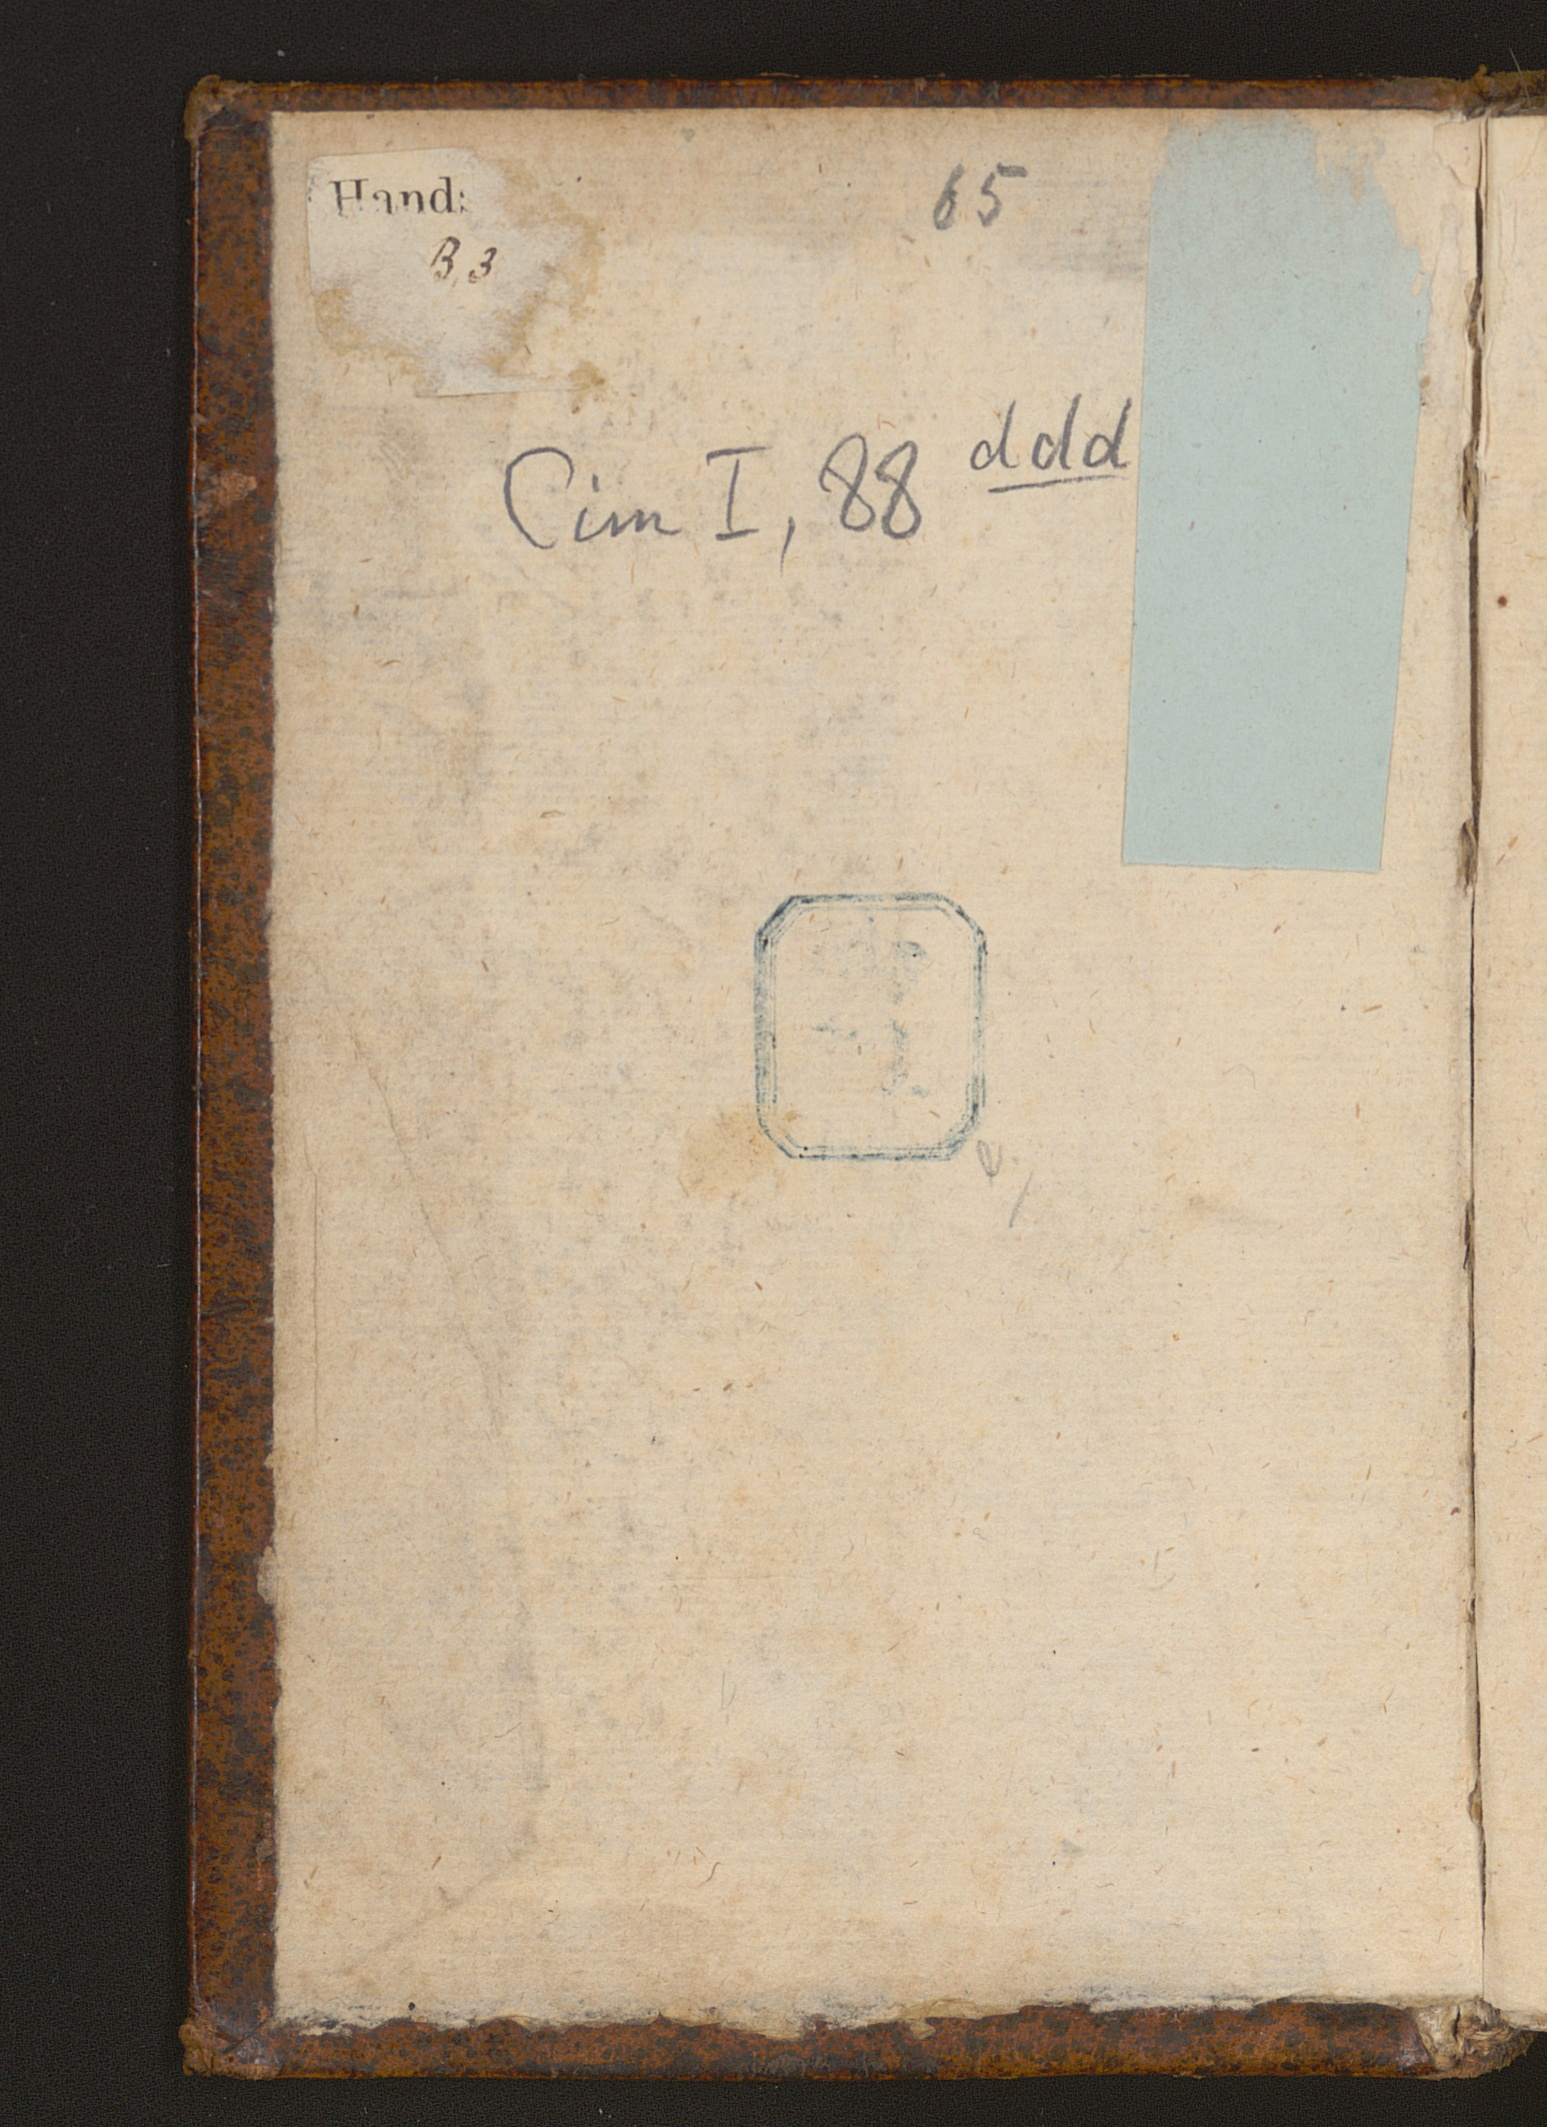 Hand
B, 3
65
Cim I, 88 ddd